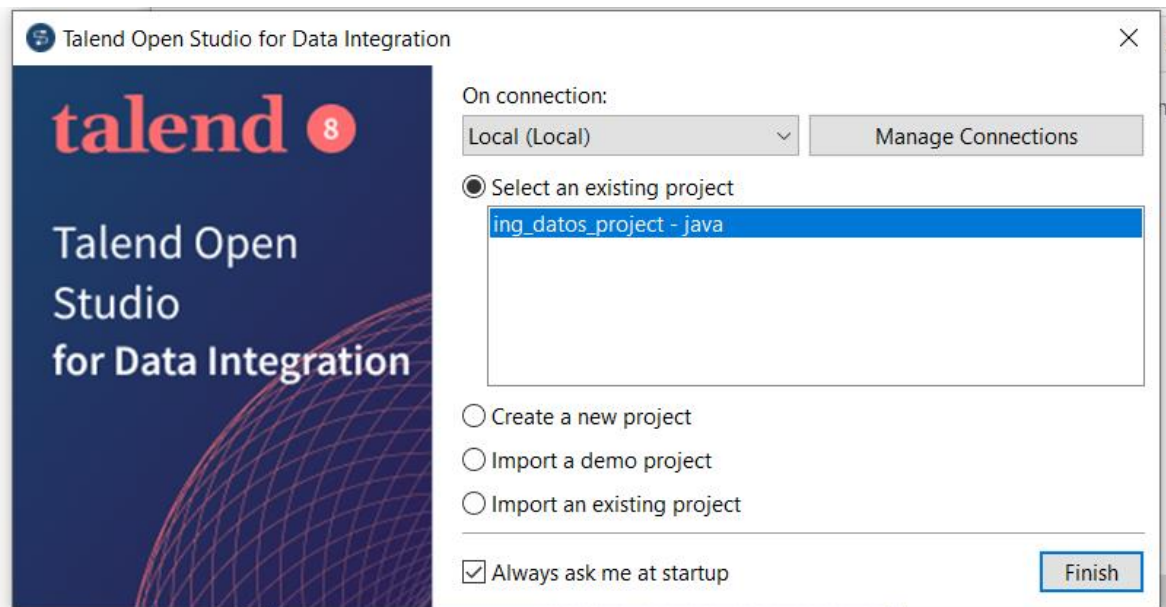 Talend Open Studio for Data Integration
talend 8
Talend Open
Studio
for Data Integration
On connection:
Local (Local)
Manage Connections
Select an existing project
ing_datos_project - java
Create a new project
Import a demo project
Import an existing project
Always ask me at startup
Finish